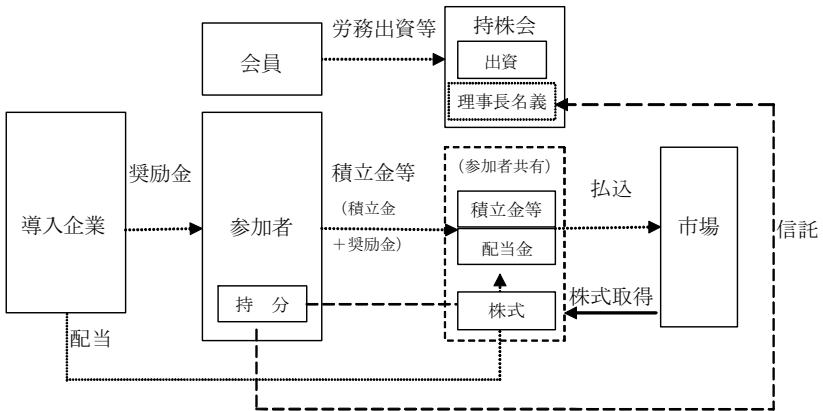 労務出資等
持株会
会員
出資
理事長名義
奨励金
積立金等
(参加者共有)
払込
導入企業
参加者
(積立金
+奨励金)
積立金等
配当金
市場
信託
持 分
株式
株式取得
配当